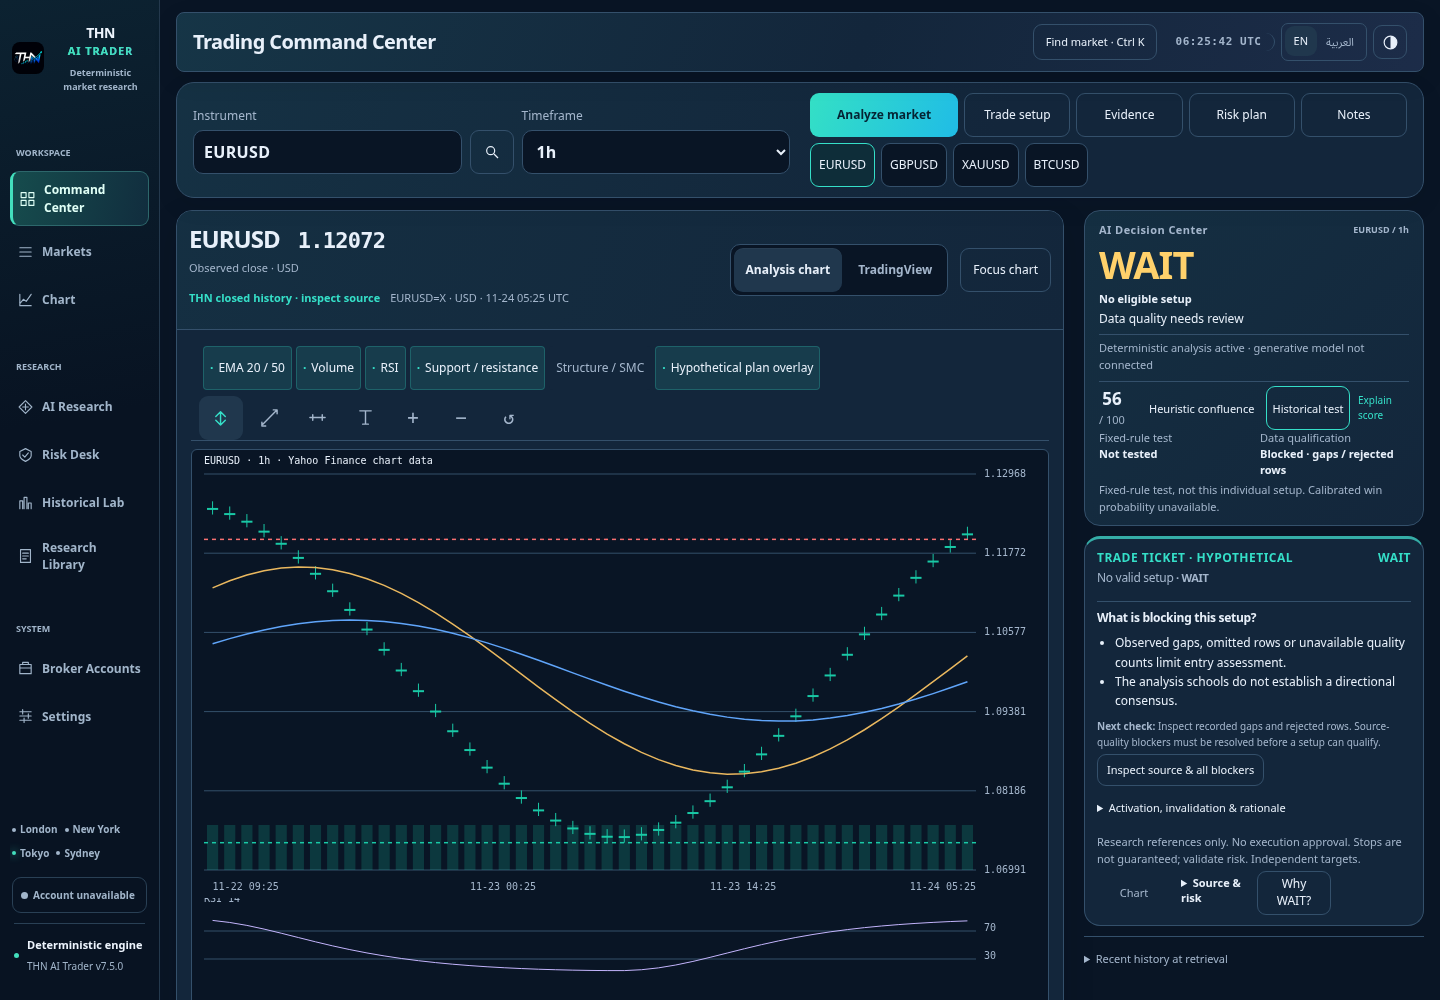 THN
AI TRADER
Deterministic
market research
WORKSPACE
Command
Center
Markets
Chart
RESEARCH
AI Research
Risk Desk
Historical Lab
Research
Library
SYSTEM
Broker Accounts
Settings
London New York
Tokyo Sydney
Account unavailable
Deterministic engine
THN AI Trader v7.5.0
Trading Command Center
Find market · Ctrl K
06:25:42 UTC
EN
العربية
Instrument
EURUSD
Timeframe
1h
Analyze market
Trade setup
Evidence
Risk plan
Notes
EURUSD
GBPUSD
XAUUSD
BTCUSD
EURUSD 1.12072
Observed close · USD
THN closed history · inspect source EURUSD=X · USD · 11-24 05:25 UTC
Analysis chart
TradingView
Focus chart
· EMA 20 / 50
· Volume
· RSI
· Support / resistance
Structure / SMC
· Hypothetical plan overlay
EURUSD · 1h · Yahoo Finance chart data
1.12968
1.11772
1.10577
1.09381
1.08186
1.06991
11-22 09:25
11-23 00:25
11-23 14:25
11-24 05:25
RSI 14
70
30
AI Decision Center
EURUSD / 1h
WAIT
No eligible setup
Data quality needs review
Deterministic analysis active · generative model not
connected
56
/ 100
Heuristic confluence
Historical test
Explain
score
Fixed-rule test
Not tested
Data qualification
Blocked · gaps / rejected
rows
Fixed-rule test, not this individual setup. Calibrated win
probability unavailable.
TRADE TICKET · HYPOTHETICAL WAIT
No valid setup · WAIT
What is blocking this setup?
• Observed gaps, omitted rows or unavailable quality
counts limit entry assessment.
• The analysis schools do not establish a directional
consensus.
Next check: Inspect recorded gaps and rejected rows. Source-
quality blockers must be resolved before a setup can qualify.
Inspect source & all blockers
Activation, invalidation & rationale
Research references only. No execution approval. Stops are
not guaranteed; validate risk. Independent targets.
Chart
Source &
risk
Why
WAIT?
Recent history at retrieval